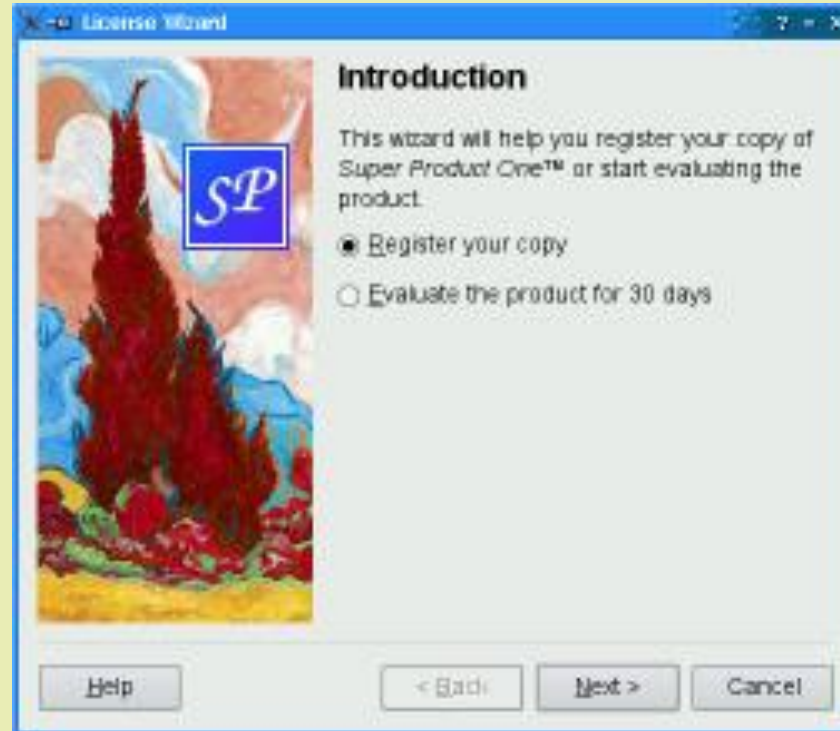 License Wizard
Introduction
This wizard will help you register your copy of
Super Product One™ or start evaluating the
product.
SP
Register your copy
Evaluate the product for 30 days
Help
< Back
Next >
Cancel